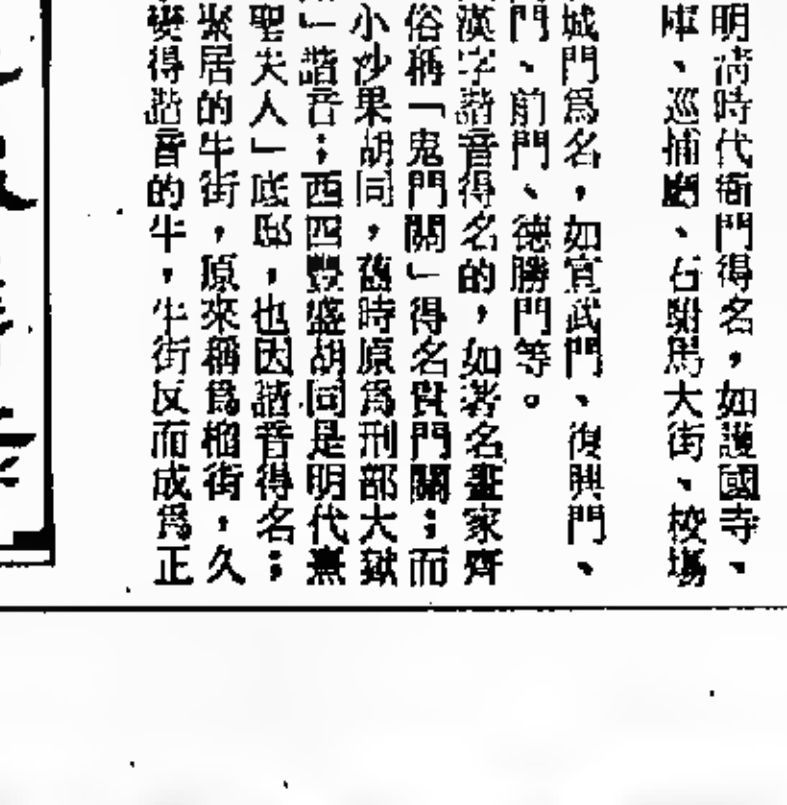 明清時代衙門得名，如護國寺、
庫、巡捕廳、石駙馬大街、校場
城門爲名，如宣武門、復興門、
門、前門、德勝門等。
漢字諧音得名的，如著名畫家齊
俗稱「鬼門關」得名貴門關；而
小沙果胡同，舊時原爲刑部大獄
」諧音；西四豐盛胡同是明代熹
聖夫人」底邸，也因諧音得名；
聚居的牛街，原來稱爲榴街，久
變得諧音的牛，牛街反而成爲正